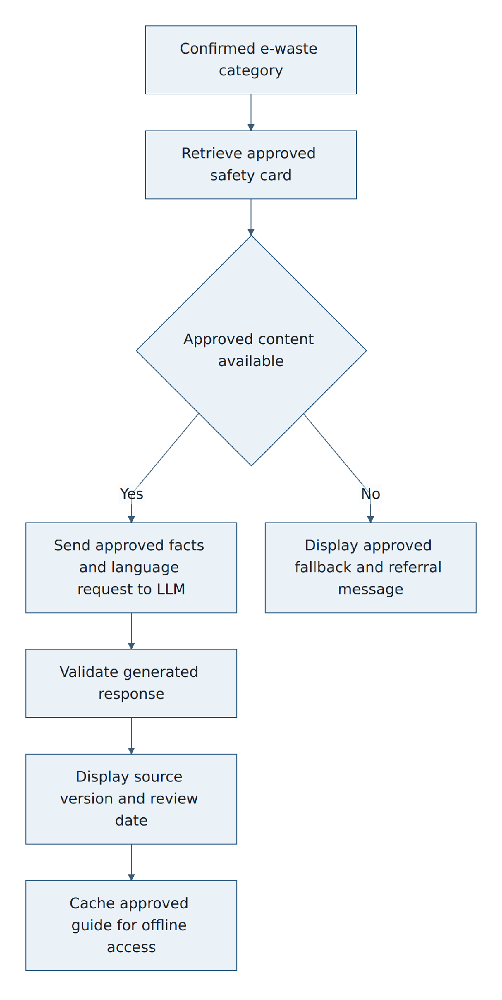 Confirmed e-waste
category
Retrieve approved
safety card
Approved content
available
Yes
No
Send approved facts
and language
request to LLM
Display approved
fallback and referral
message
Validate generated
response
Display source
version and review
date
Cache approved
guide for offline
access